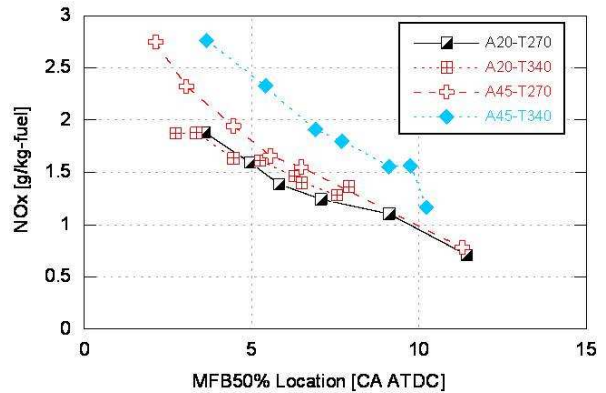 3
2.5
2
1.5
1
0.5
0
0
5
10
15
NOx [g/kg-fuel]
MFB50% Location [CA ATDC]
A20-T270
A20-T340
A45-T270
A45-T340